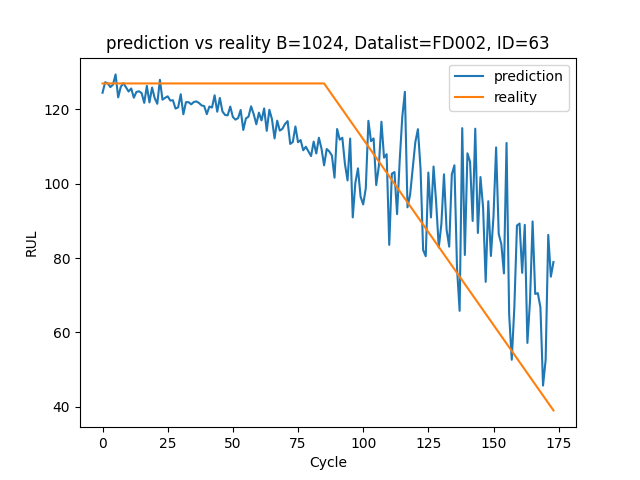 prediction vs reality B=1024, Datalist=FD002, ID=63
prediction
reality
RUL
120
100
80
60
40
0 25 50 75 100 125 150 175
Cycle